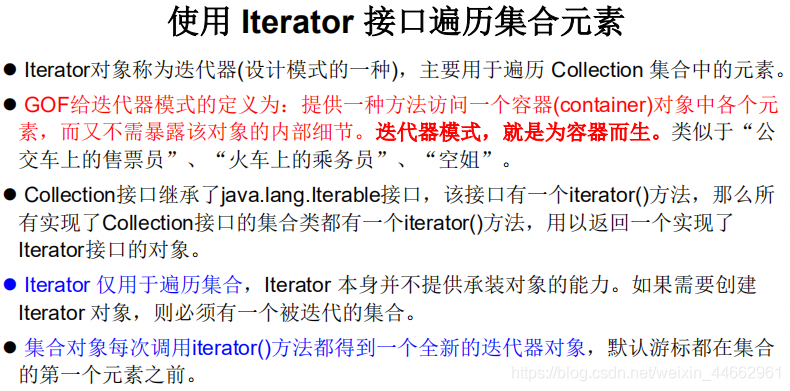 使用 Iterator 接口遍历集合元素
● Iterator对象称为迭代器(设计模式的一种)，主要用于遍历 Collection 集合中的元素。
● GOF给迭代器模式的定义为：提供一种方法访问一个容器(container)对象中各个元
素，而又不需暴露该对象的内部细节。迭代器模式，就是为容器而生。类似于“公
交车上的售票员”、“火车上的乘务员”、“空姐”。
● Collection接口继承了java.lang.Iterable接口，该接口有一个iterator()方法，那么所
有实现了Collection接口的集合类都有一个iterator()方法，用以返回一个实现了
Iterator接口的对象。
● Iterator 仅用于遍历集合，Iterator 本身并不提供承装对象的能力。如果需要创建
Iterator 对象，则必须有一个被迭代的集合。
● 集合对象每次调用iterator()方法都得到一个全新的迭代器对象，默认游标都在集合
的第一个元素之前。
https://blog.csdn.net/weixin_44662961